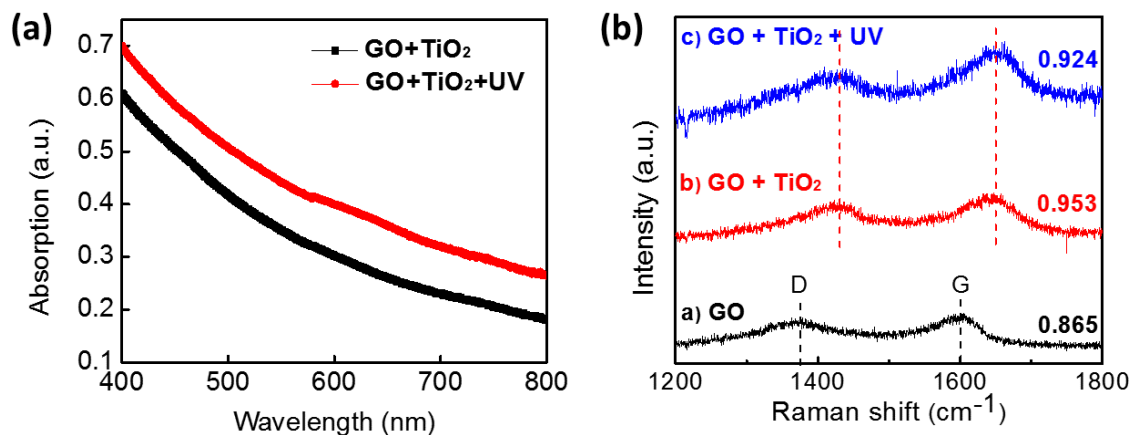 (a)
0.7
0.6
0.5
0.4
0.3
0.2
0.1
400 500 600 700 800
Absorption (a.u.)
Wavelength (nm)
GO+TiO₂
GO+TiO₂+UV
(b)
c) GO + TiO₂ + UV
0.924
b) GO + TiO₂
0.953
D G
a) GO
0.865
1200 1400 1600 1800
Intensity (a.u.)
Raman shift (cm⁻¹)